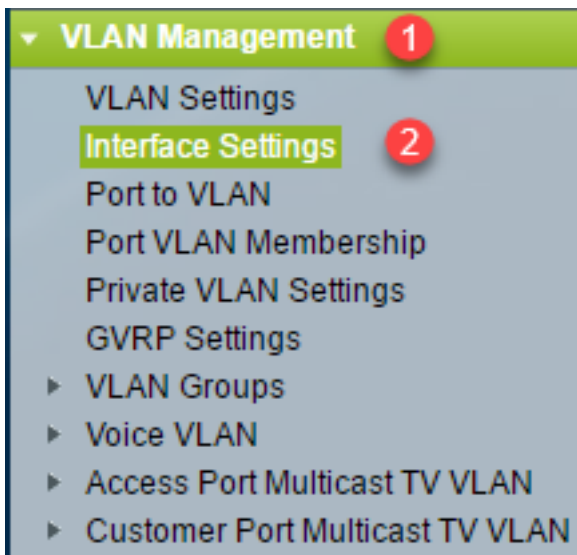 VLAN Management 1
VLAN Settings
Interface Settings 2
Port to VLAN
Port VLAN Membership
Private VLAN Settings
GVRP Settings
VLAN Groups
Voice VLAN
Access Port Multicast TV VLAN
Customer Port Multicast TV VLAN